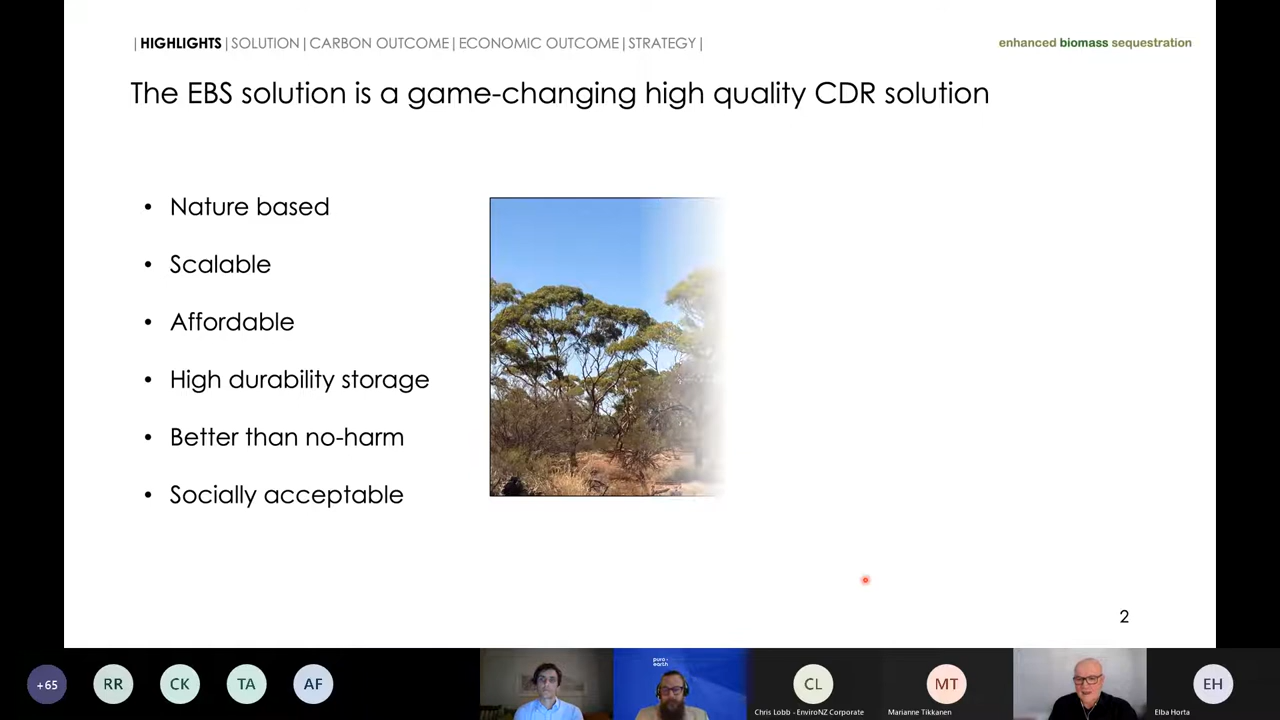 | HIGHLIGHTS | SOLUTION | CARBON OUTCOME | ECONOMIC OUTCOME | STRATEGY |
enhanced biomass sequestration
The EBS solution is a game-changing high quality CDR solution
• Nature based
• Scalable
• Affordable
• High durability storage
• Better than no-harm
• Socially acceptable
2
+65
RR
CK
TA
AF
puro·
earth
CL
Chris Lobb - EnviroNZ Corporate
MT
Marianne Tikkanen
EH
Elba Horta